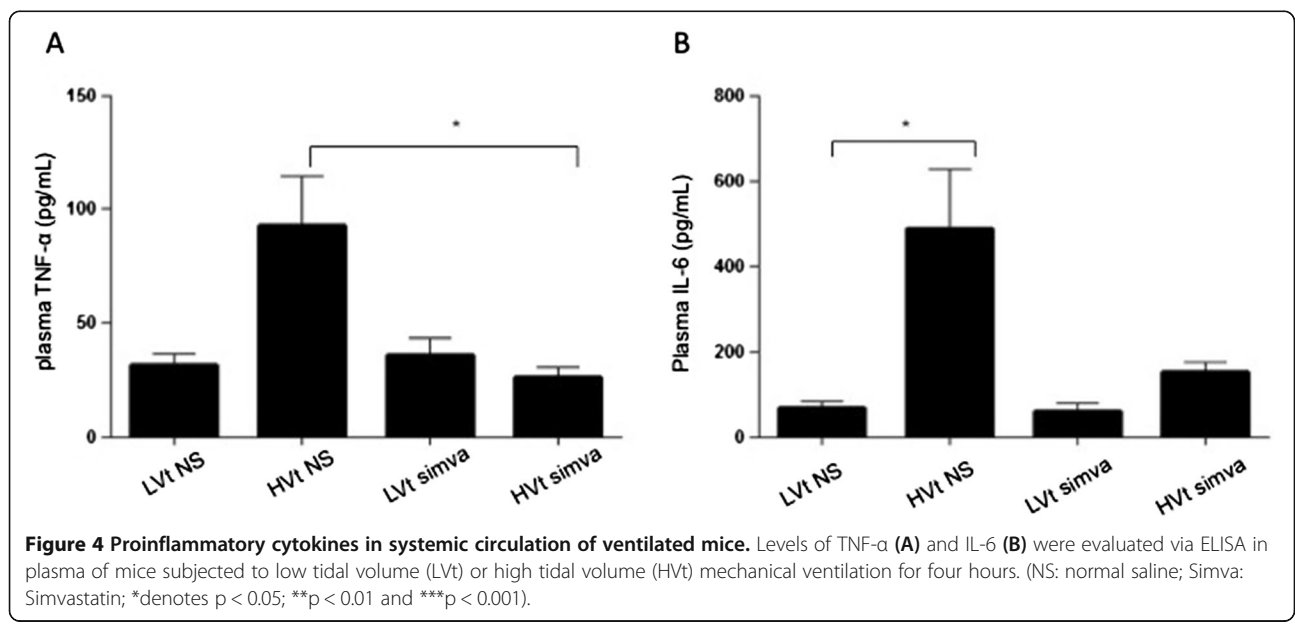 A
150
100
50
0
plasma TNF-α (pg/mL)
*
LVt NS
HVt NS
LVt simva
HVt simva
B
800
600
400
200
0
Plasma IL-6 (pg/mL)
*
LVt NS
HVt NS
LVt simva
HVt simva
Figure 4 Proinflammatory cytokines in systemic circulation of ventilated mice. Levels of TNF-α (A) and IL-6 (B) were evaluated via ELISA in
plasma of mice subjected to low tidal volume (LVt) or high tidal volume (HVt) mechanical ventilation for four hours. (NS: normal saline; Simva:
Simvastatin; *denotes p < 0.05; **p < 0.01 and ***p < 0.001).